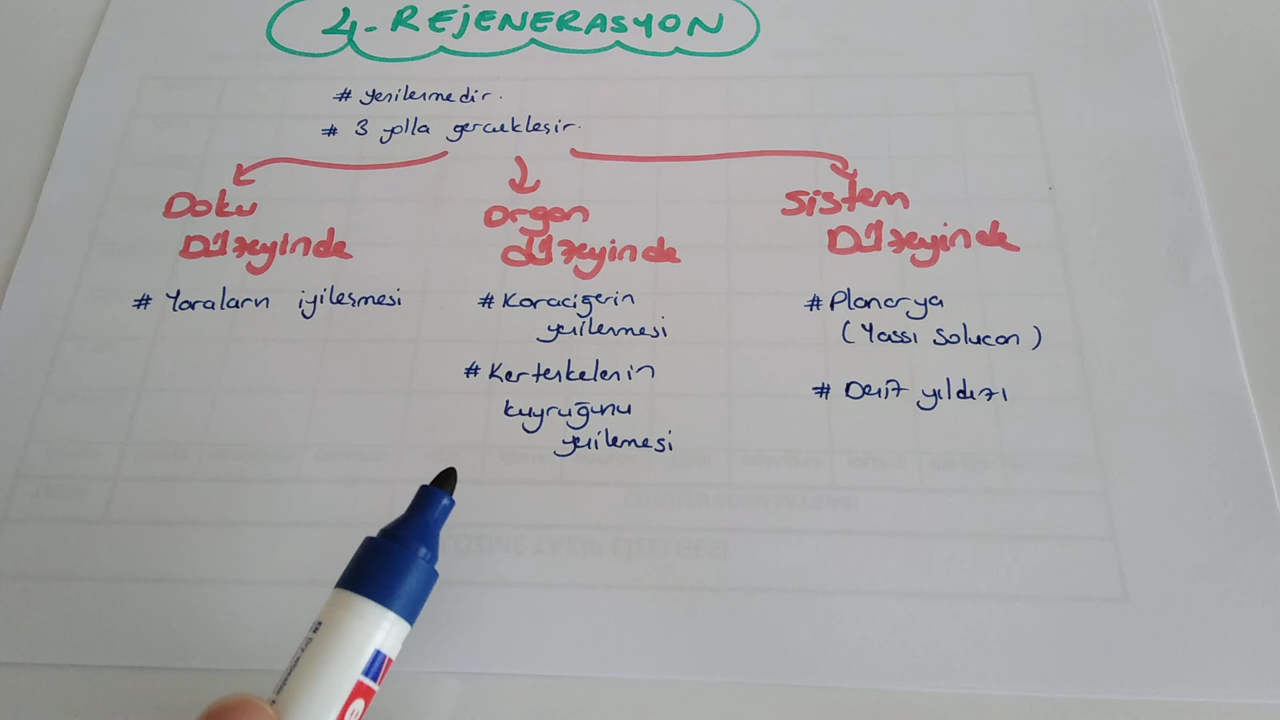 4-REJENERASYON
# Yenilenmedir.
# 3 yolla gerçekleşir.
Doku
Düzeyinde
# Yaraların iyileşmesi
Organ
düzeyinde
# Karaciğerin
yenilenmesi
# Kertenkelenin
kuyruğunu
yenilemesi
Sistem
Düzeyinde
# Planarya
(Yassı Solucan)
# Deniz yıldızı